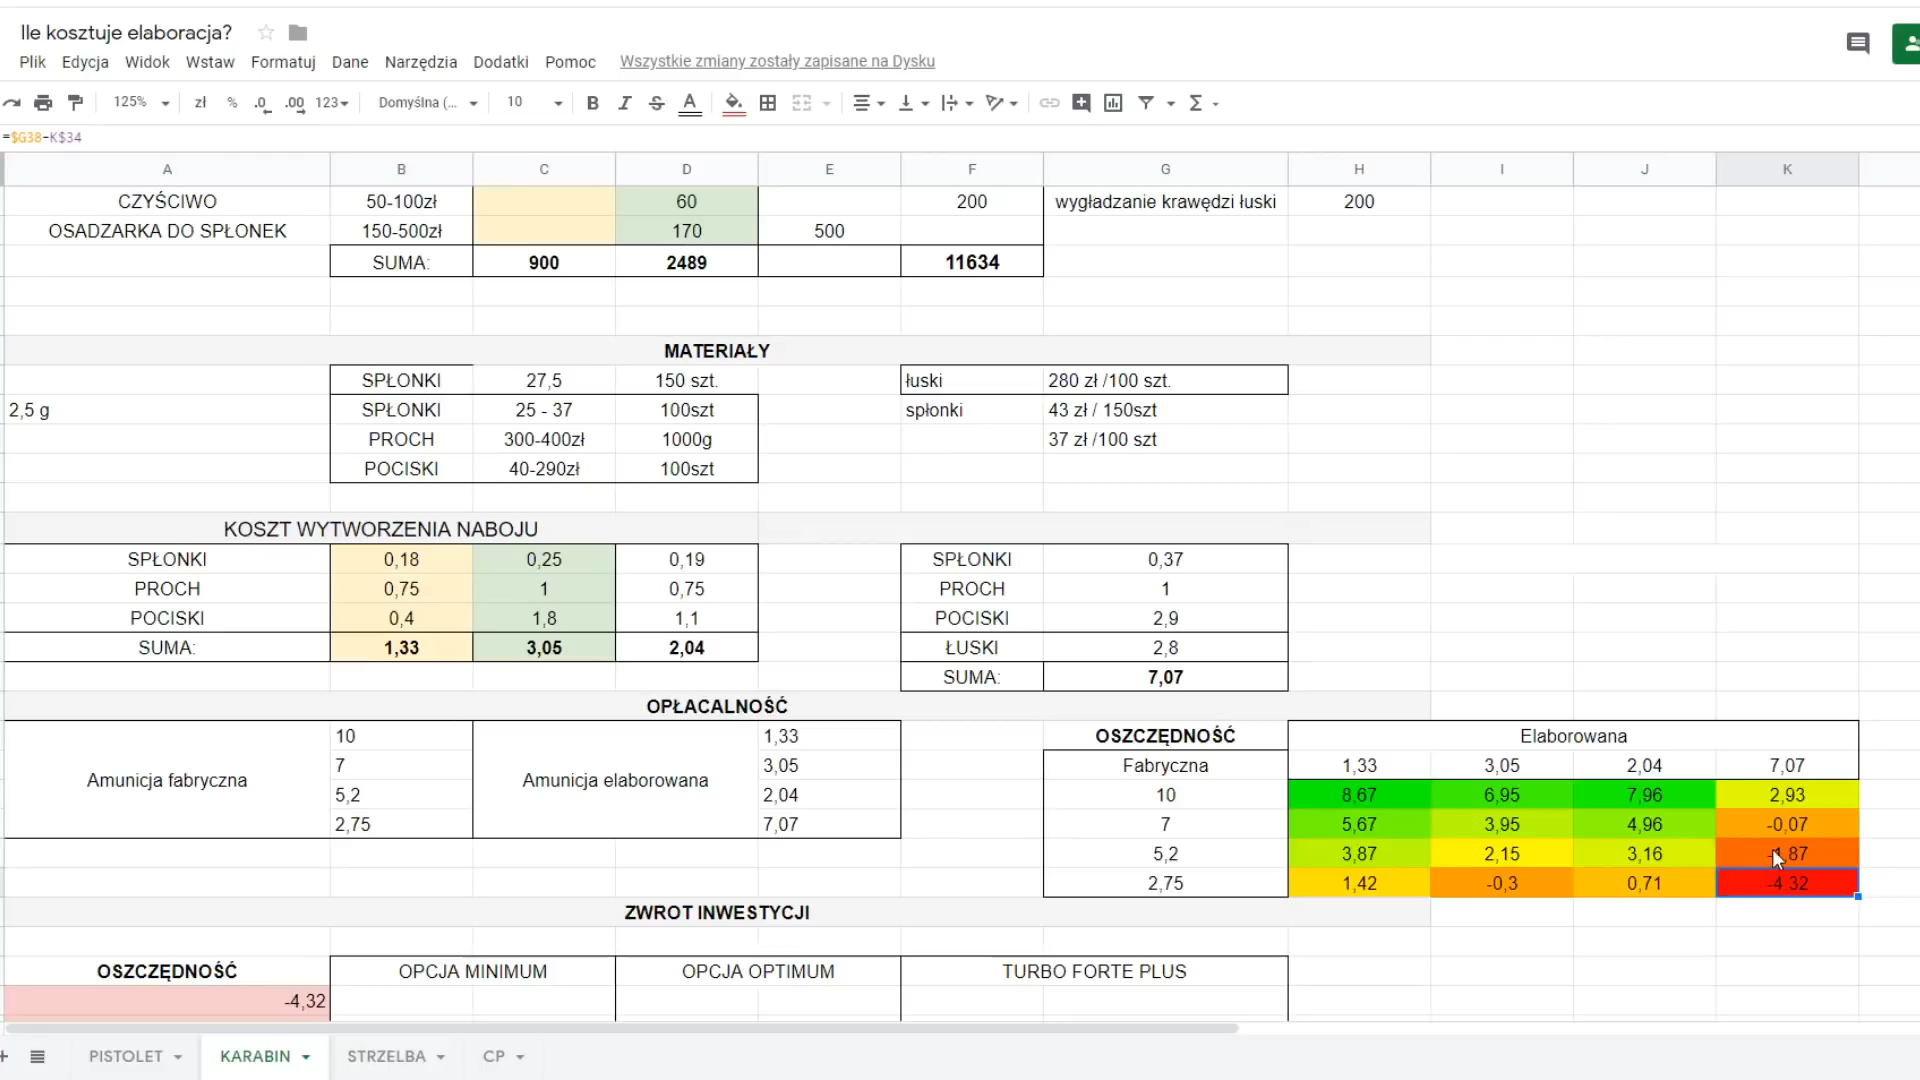 Ile kosztuje elaboracja?
Plik Edycja Widok Wstaw Formatuj Dane Narzędzia Dodatki Pomoc Wszystkie zmiany zostały zapisane na Dysku
125% zł % .0 .00 123 Domyślna (... 10 B I S A Σ
=$G38-K$34
A B C D E F G H I J K
CZYŚCIWO 50-100zł 60 200 wygładzanie krawędzi łuski 200
OSADZARKA DO SPŁONEK 150-500zł 170 500
SUMA: 900 2489 11634
MATERIAŁY
SPŁONKI 27,5 150 szt. łuski 280 zł /100 szt.
2,5 g SPŁONKI 25 - 37 100szt spłonki 43 zł / 150szt
PROCH 300-400zł 1000g 37 zł /100 szt
POCISKI 40-290zł 100szt
KOSZT WYTWORZENIA NABOJU
SPŁONKI 0,18 0,25 0,19 SPŁONKI 0,37
PROCH 0,75 1 0,75 PROCH 1
POCISKI 0,4 1,8 1,1 POCISKI 2,9
SUMA: 1,33 3,05 2,04 ŁUSKI 2,8
SUMA: 7,07
OPŁACALNOŚĆ
10 1,33 OSZCZĘDNOŚĆ Elaborowana
7 3,05 Fabryczna 1,33 3,05 2,04 7,07
Amunicja fabryczna Amunicja elaborowana
5,2 2,04 10 8,67 6,95 7,96 2,93
2,75 7,07 7 5,67 3,95 4,96 -0,07
5,2 3,87 2,15 3,16 -1,87
2,75 1,42 -0,3 0,71 -4,32
ZWROT INWESTYCJI
OSZCZĘDNOŚĆ OPCJA MINIMUM OPCJA OPTIMUM TURBO FORTE PLUS
-4,32
PISTOLET KARABIN STRZELBA CP